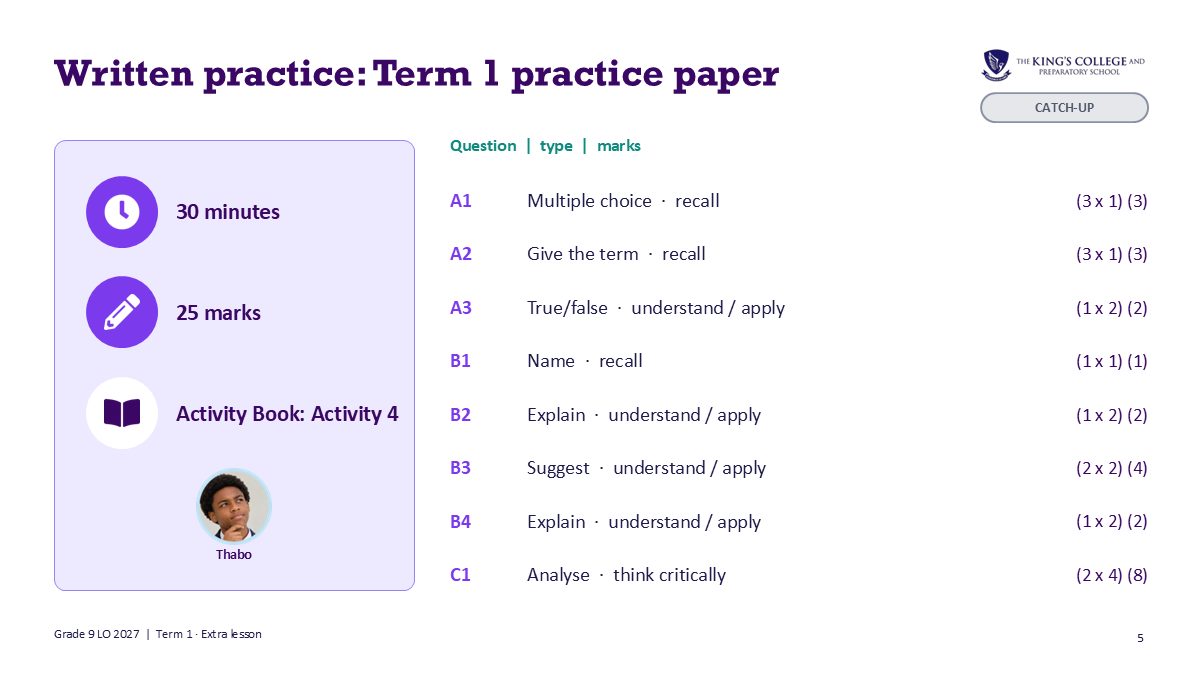 Written practice: Term 1 practice paper
THE KING'S COLLEGE AND
PREPARATORY SCHOOL
CATCH-UP
30 minutes
25 marks
Activity Book: Activity 4
Thabo
Question | type | marks
A1 Multiple choice · recall (3 x 1) (3)
A2 Give the term · recall (3 x 1) (3)
A3 True/false · understand / apply (1 x 2) (2)
B1 Name · recall (1 x 1) (1)
B2 Explain · understand / apply (1 x 2) (2)
B3 Suggest · understand / apply (2 x 2) (4)
B4 Explain · understand / apply (1 x 2) (2)
C1 Analyse · think critically (2 x 4) (8)
Grade 9 LO 2027 | Term 1 · Extra lesson
5